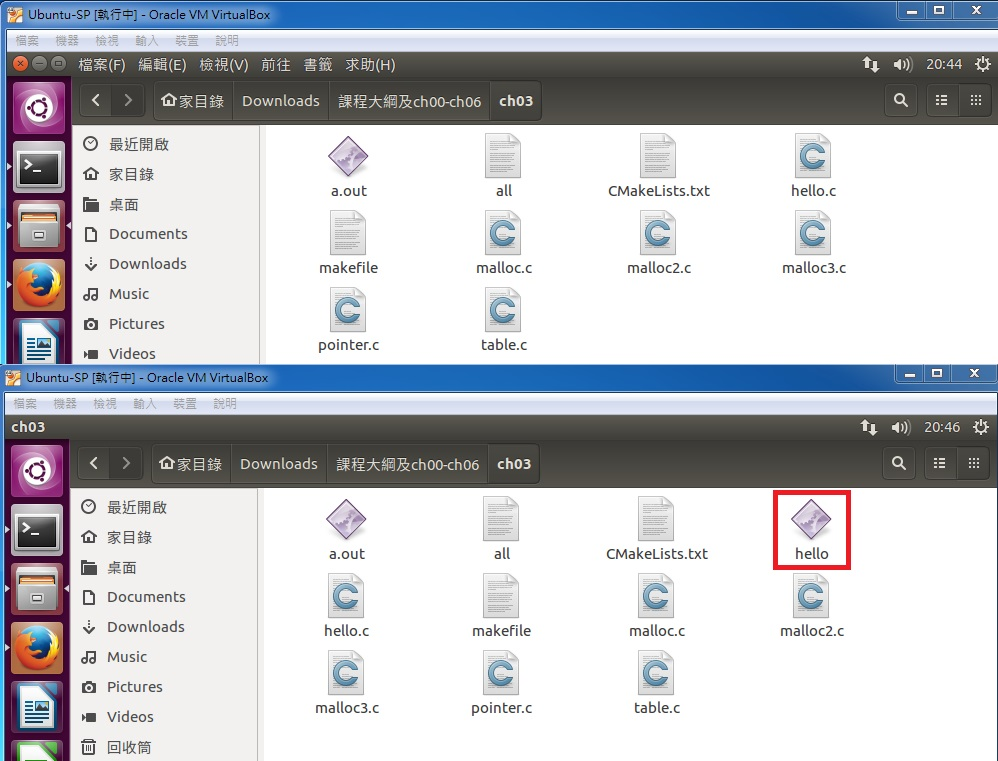 Ubuntu-SP [執行中] - Oracle VM VirtualBox
檔案 機器 檢視 輸入 裝置 說明
檔案(F) 編輯(E) 檢視(V) 前往 書籤 求助(H) 20:44
家目錄 Downloads 課程大綱及ch00-ch06 ch03
最近開啟
家目錄
桌面
Documents
Downloads
Music
Pictures
Videos
a.out all CMakeLists.txt hello.c
makefile malloc.c malloc2.c malloc3.c
pointer.c table.c
Ubuntu-SP [執行中] - Oracle VM VirtualBox
檔案 機器 檢視 輸入 裝置 說明
ch03 20:46
家目錄 Downloads 課程大綱及ch00-ch06 ch03
最近開啟
家目錄
桌面
Documents
Downloads
Music
Pictures
Videos
回收筒
a.out all CMakeLists.txt hello
hello.c makefile malloc.c malloc2.c
malloc3.c pointer.c table.c